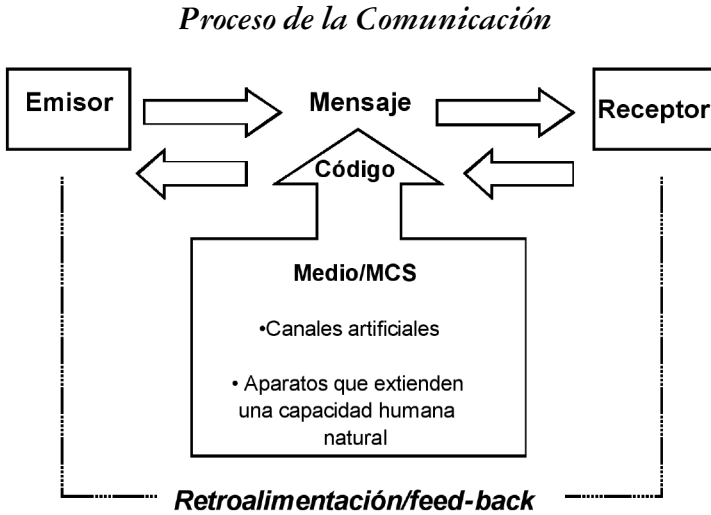 Proceso de la Comunicación
Emisor
Mensaje
Receptor
Código
Medio/MCS
•Canales artificiales
• Aparatos que extienden
una capacidad humana
natural
Retroalimentación/feed-back